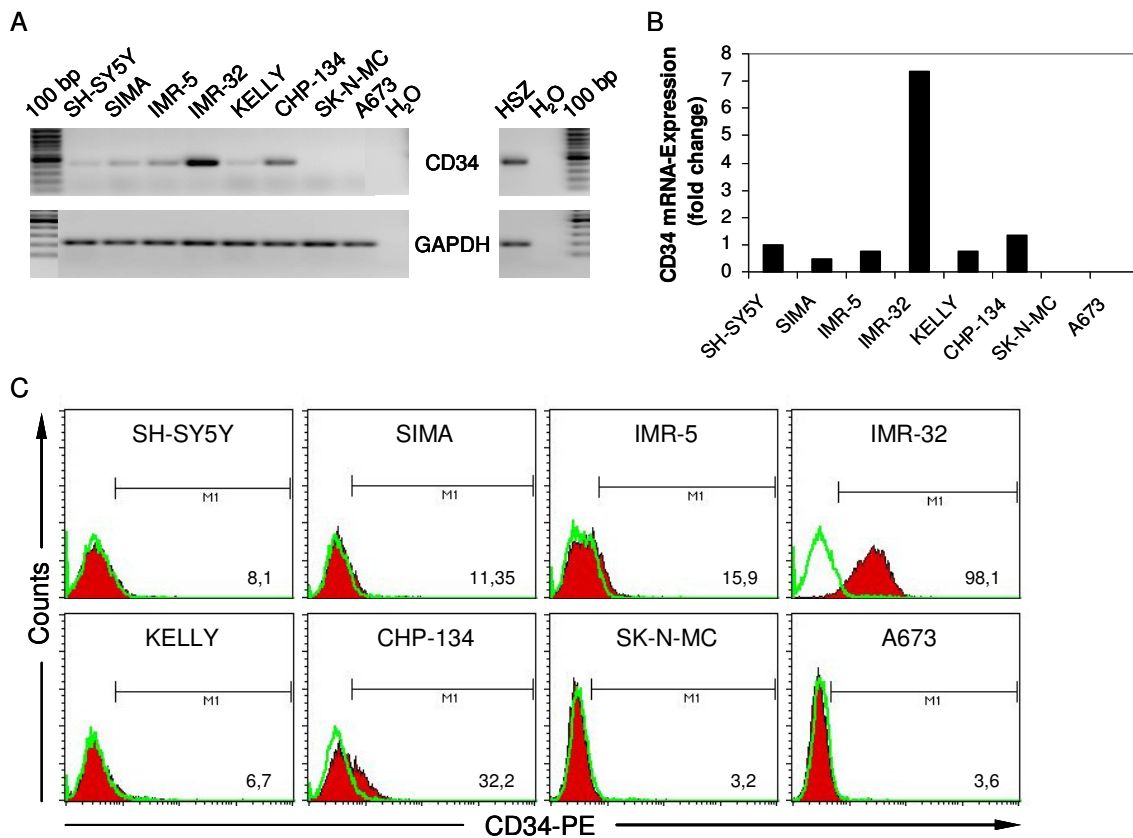 A
100 bp
SH-SY5Y
SIMA
IMR-5
IMR-32
KELLY
CHP-134
SK-N-MC
A673
H2O
HSZ
H2O
100 bp
CD34
GAPDH
B
CD34 mRNA-Expression
(fold change)
8
7
6
5
4
3
2
1
0
SH-SY5Y
SIMA
IMR-5
IMR-32
KELLY
CHP-134
SK-N-MC
A673
C
Counts
SH-SY5Y
M1
8,1
SIMA
M1
11,35
IMR-5
M1
15,9
IMR-32
M1
98,1
KELLY
M1
6,7
CHP-134
M1
32,2
SK-N-MC
M1
3,2
A673
M1
3,6
CD34-PE